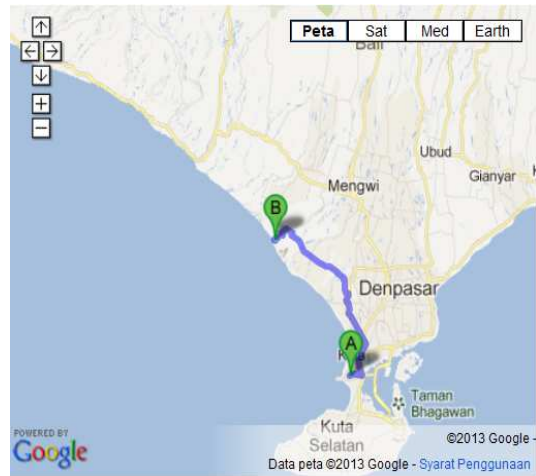 Peta Sat Med Earth
Bali
Ubud
Gianyar
Mengwi
B
Denpasar
A
Taman
Bhagawan
Kuta
Selatan
POWERED BY
Google
©2013 Google -
Data peta ©2013 Google - Syarat Penggunaan